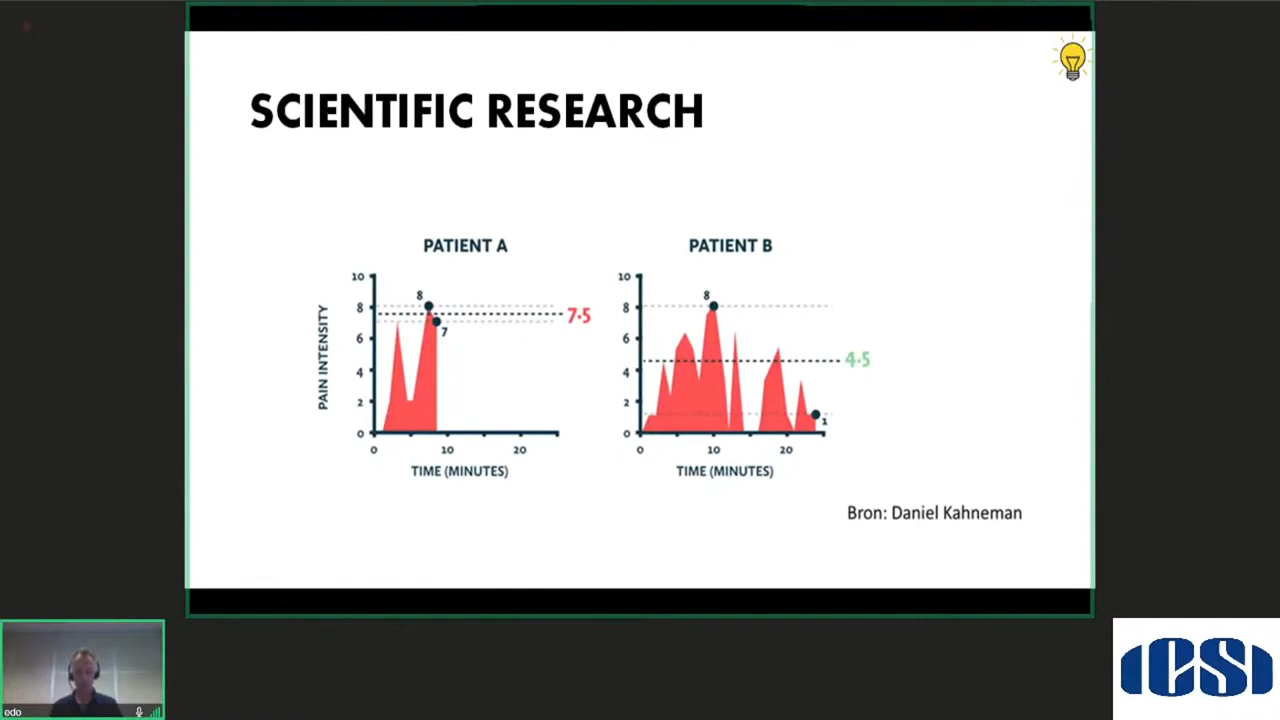 SCIENTIFIC RESEARCH
PATIENT A
PATIENT B
10
8
6
4
2
0
PAIN INTENSITY
8
7
7·5
0
10
20
TIME (MINUTES)
10
8
6
4
2
0
8
4·5
1
0
10
20
TIME (MINUTES)
Bron: Daniel Kahneman
edo
ICSI